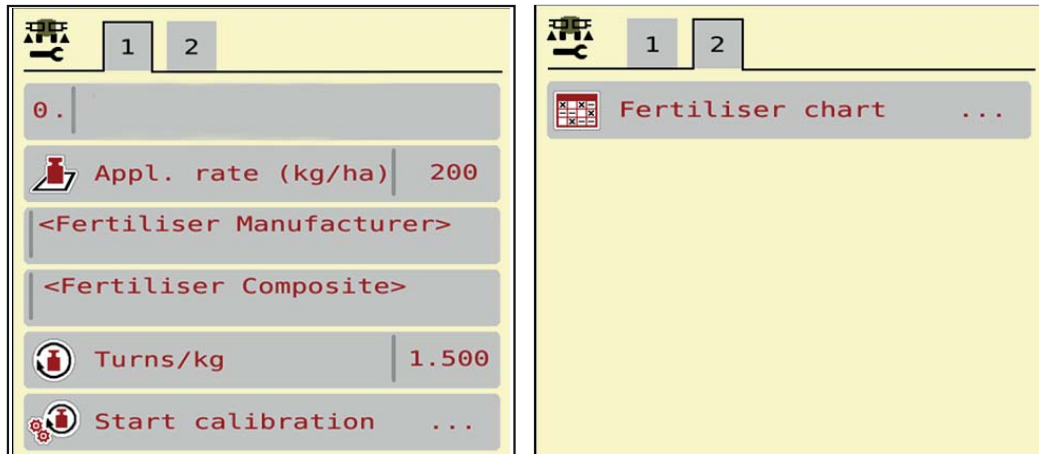 1 2
0.
Appl. rate (kg/ha) 200
<Fertiliser Manufacturer>
<Fertiliser Composite>
Turns/kg 1.500
Start calibration ...
1 2
Fertiliser chart ...